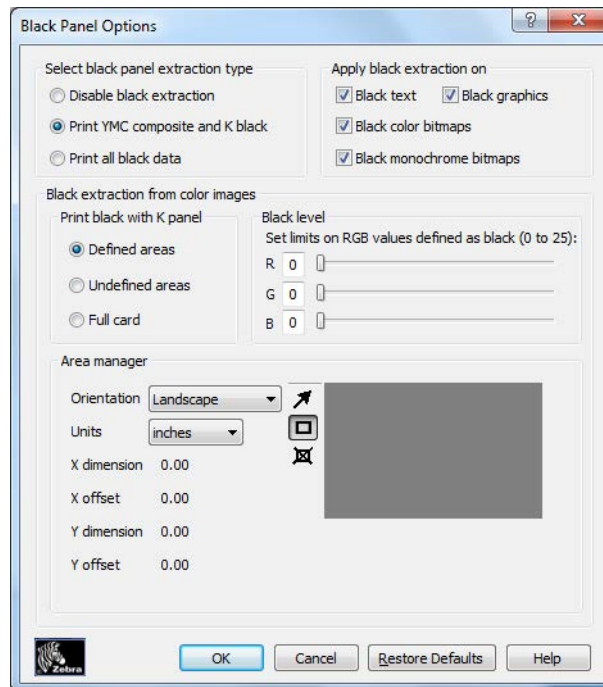 Black Panel Options
Select black panel extraction type
Disable black extraction
Print YMC composite and K black
Print all black data
Apply black extraction on
Black text
Black graphics
Black color bitmaps
Black monochrome bitmaps
Black extraction from color images
Print black with K panel
Defined areas
Undefined areas
Full card
Black level
Set limits on RGB values defined as black (0 to 25):
R 0
G 0
B 0
Area manager
Orientation Landscape
Units inches
X dimension 0.00
X offset 0.00
Y dimension 0.00
Y offset 0.00
Zebra
OK
Cancel
Restore Defaults
Help